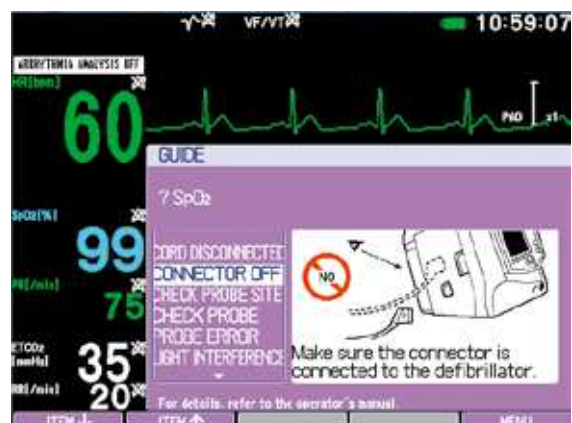 VF/VT
10:59:07
ARRHYTHMIA ANALYSIS OFF
HR[bpm]
60
PAD
x1
GUIDE
? SpO₂
SpO₂[%]
99
CORD DISCONNECTED
CONNECTOR OFF
CHECK PROBE SITE
CHECK PROBE
PROBE ERROR
LIGHT INTERFERENCE
NO
Make sure the connector is
connected to the defibrillator.
PR[/min]
75
ETCO₂
[mmHg]
35
RR[/min]
20
For details, refer to the operator's manual.
ITEM ↓
ITEM ↑
MENU